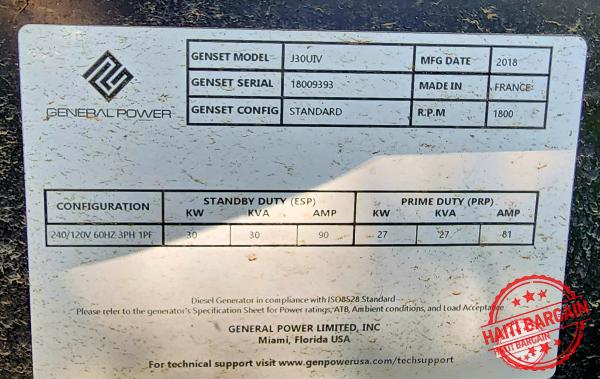 GENERAL POWER
GENSET MODEL J30UIV MFG DATE 2018
GENSET SERIAL 18009393 MADE IN FRANCE
GENSET CONFIG STANDARD R.P.M 1800
CONFIGURATION STANDBY DUTY (ESP) PRIME DUTY (PRP)
KW KVA AMP KW KVA AMP
240/120V 60HZ 3PH 1PF 30 30 90 27 27 81
Diesel Generator in compliance with ISO8528 Standard
Please refer to the generator's Specification Sheet for Power ratings, ATB, Ambient conditions, and Load Acceptance
GENERAL POWER LIMITED, INC
Miami, Florida USA
For technical support visit www.genpowerusa.com/techsupport
HAITI BARGAIN
HAITI BARGAIN
HAITI BARGAIN